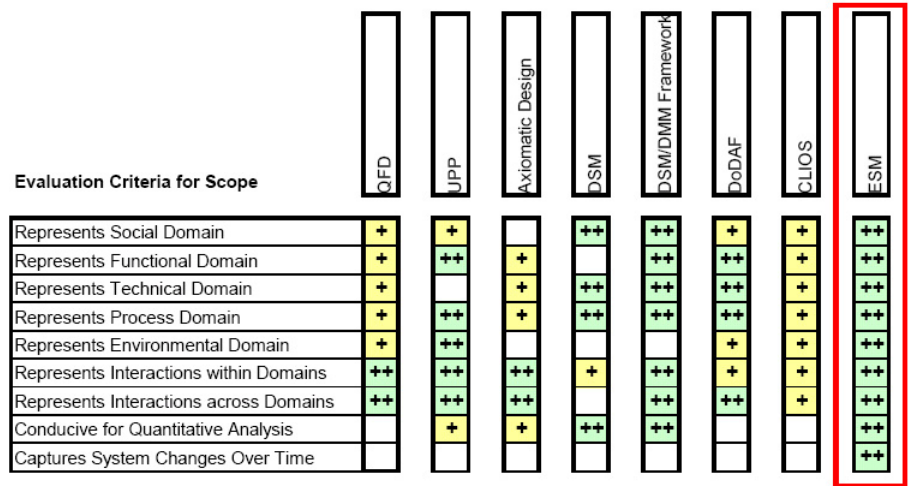 QFD UPP Axiomatic Design DSM DSM/DMM Framework DoDAF CLIOS ESM
Evaluation Criteria for Scope
Represents Social Domain + + ++ ++ + + ++
Represents Functional Domain + ++ + ++ ++ + ++
Represents Technical Domain + + ++ ++ ++ + ++
Represents Process Domain + ++ + ++ ++ ++ + ++
Represents Environmental Domain + ++ + + ++
Represents Interactions within Domains ++ ++ ++ + ++ + + ++
Represents Interactions across Domains ++ ++ ++ ++ ++ + ++
Conducive for Quantitative Analysis + + ++ ++ ++
Captures System Changes Over Time ++